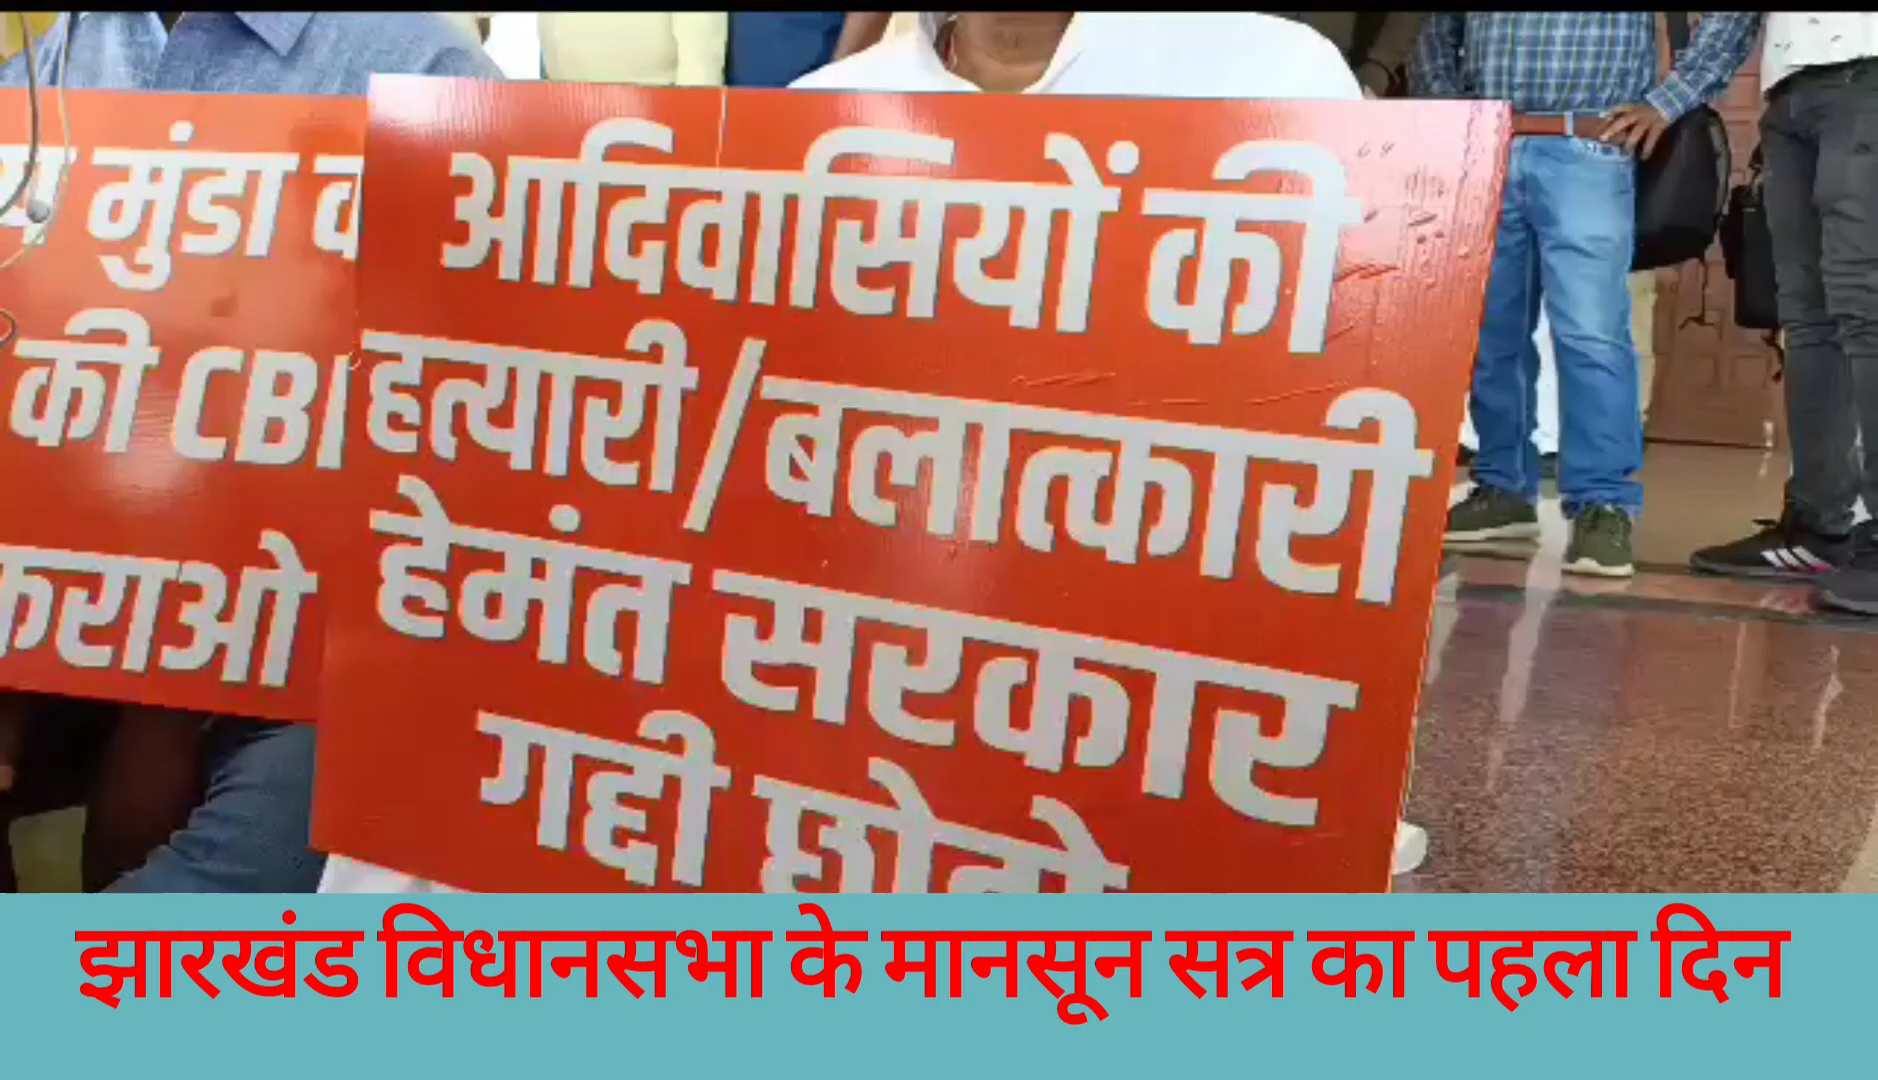 मुंडा
की CBI
कराओ
आदिवासियों की
हत्यारी/बलात्कारी
हेमंत सरकार
गद्दी छोड़ो
झारखंड विधानसभा के मानसून सत्र का पहला दिन